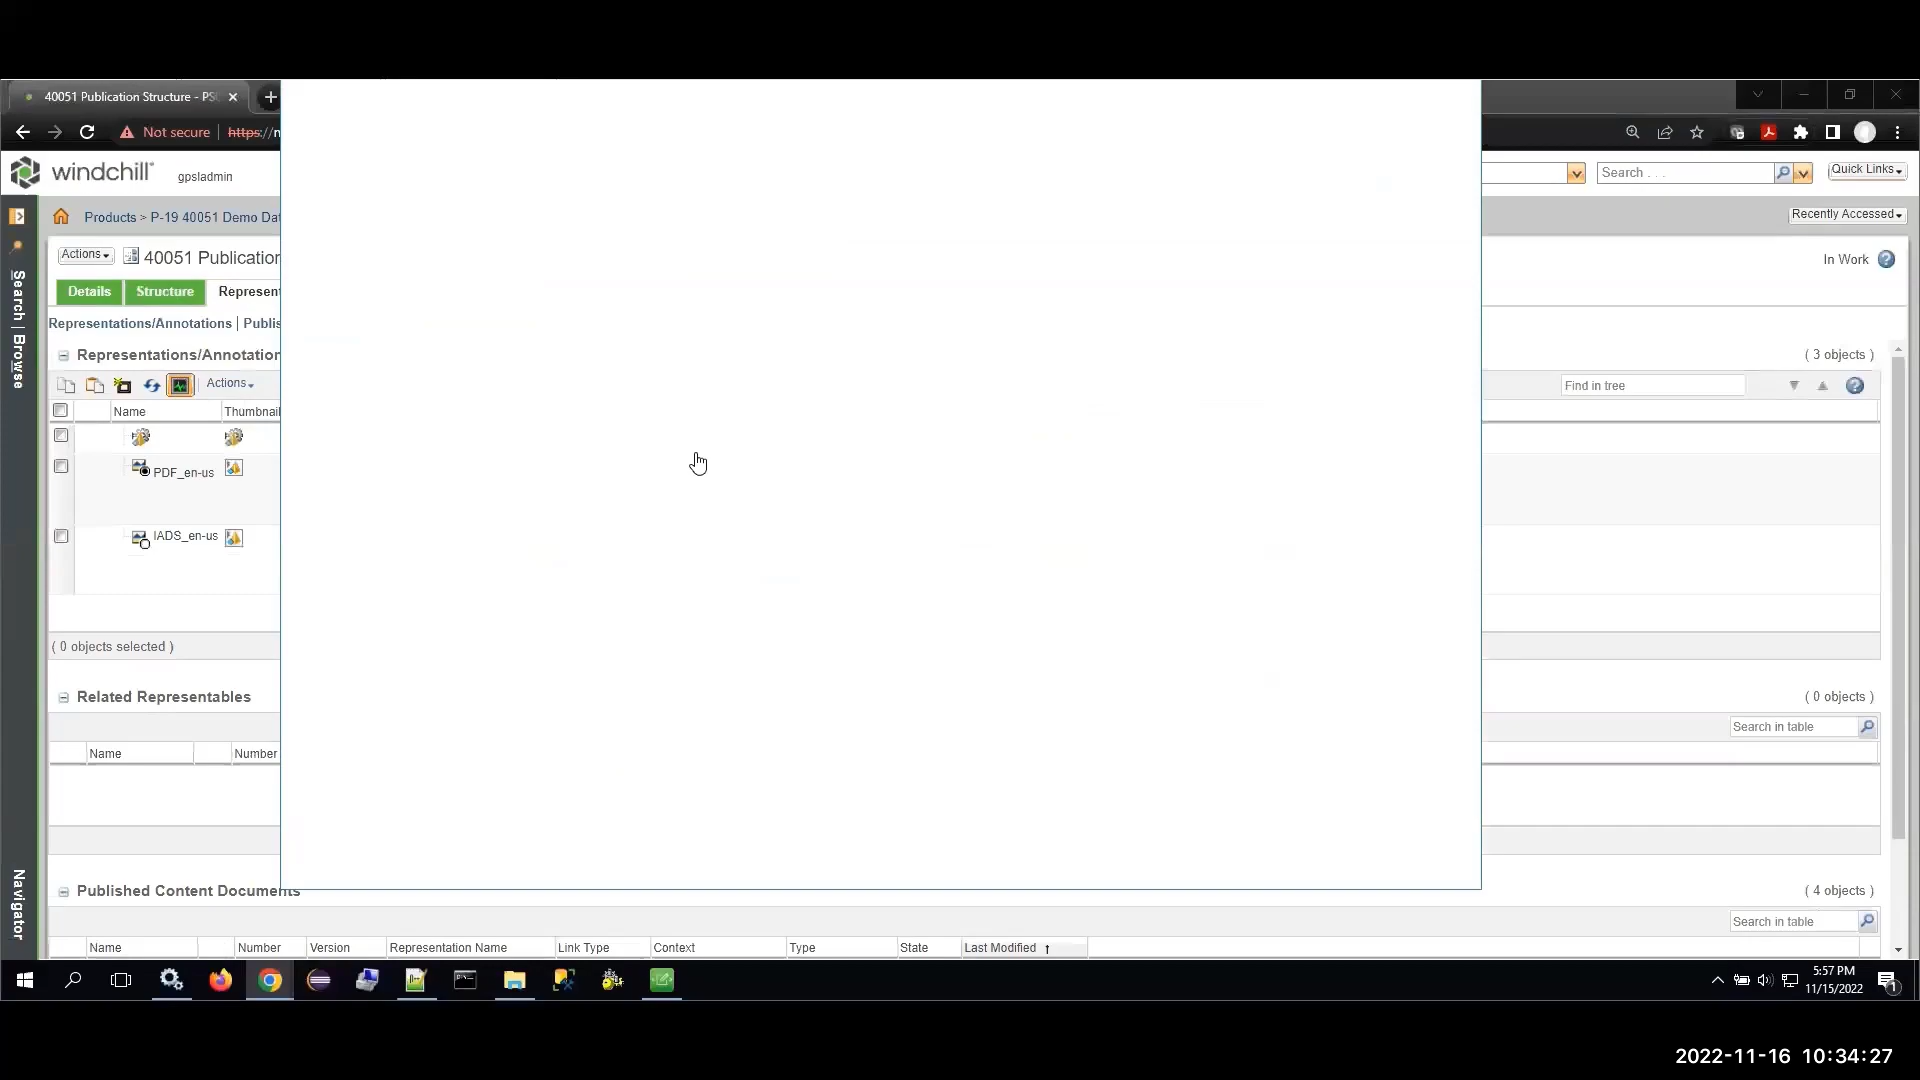 40051 Publication Structure - PS
Not secure https://n
windchill gpsladmin
Search . . .
Quick Links
Products > P-19 40051 Demo Dat
Recently Accessed
Actions 40051 Publication
In Work
Details Structure Represent
Representations/Annotations Publis
Representations/Annotation
( 3 objects )
Actions
Find in tree
Name Thumbnail
PDF_en-us
IADS_en-us
( 0 objects selected )
Related Representables
( 0 objects )
Search in table
Name Number
Published Content Documents
( 4 objects )
Search in table
Name Number Version Representation Name Link Type Context Type State Last Modified
Search | Browse
Navigator
5:57 PM
11/15/2022
1
2022-11-16 10:34:27